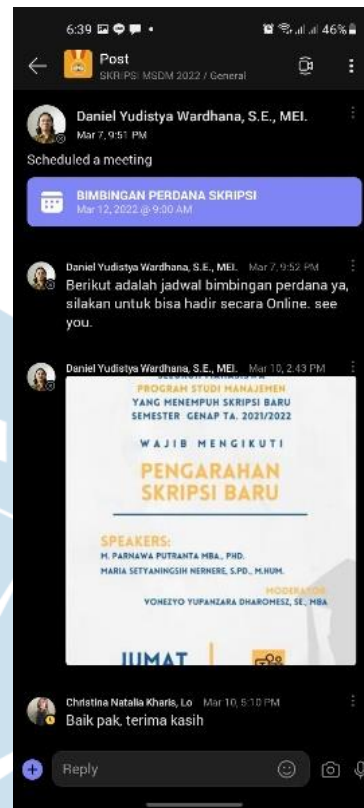 6:39
46%
Post
SKRIPSI MSDM 2022 / General
Daniel Yudistya Wardhana, S.E., MEI.
Mar 7, 9:51 PM
Scheduled a meeting
BIMBINGAN PERDANA SKRIPSI
Mar 12, 2022 @ 9:00 AM
Daniel Yudistya Wardhana, S.E., MEI. Mar 7, 9:52 PM
Berikut adalah jadwal bimbingan perdana ya,
silakan untuk bisa hadir secara Online. see
you.
Daniel Yudistya Wardhana, S.E., MEI. Mar 10, 2:43 PM
SELURUH MAHASISWA
PROGRAM STUDI MANAJEMEN
YANG MENEMPUH SKRIPSI BARU
SEMESTER GENAP TA. 2021/2022
WAJIB MENGIKUTI
PENGARAHAN
SKRIPSI BARU
SPEAKERS:
M. PARNAWA PUTRANTA MBA., PHD.
MARIA SETYANINGSIH NERNERE, S.PD., M.HUM.
MODERATOR
VONEZYO YUPANZARA DHAROMESZ, SE., MBA
JUMAT
Christina Natalia Kharis, Lo Mar 10, 5:10 PM
Baik pak, terima kasih
Reply